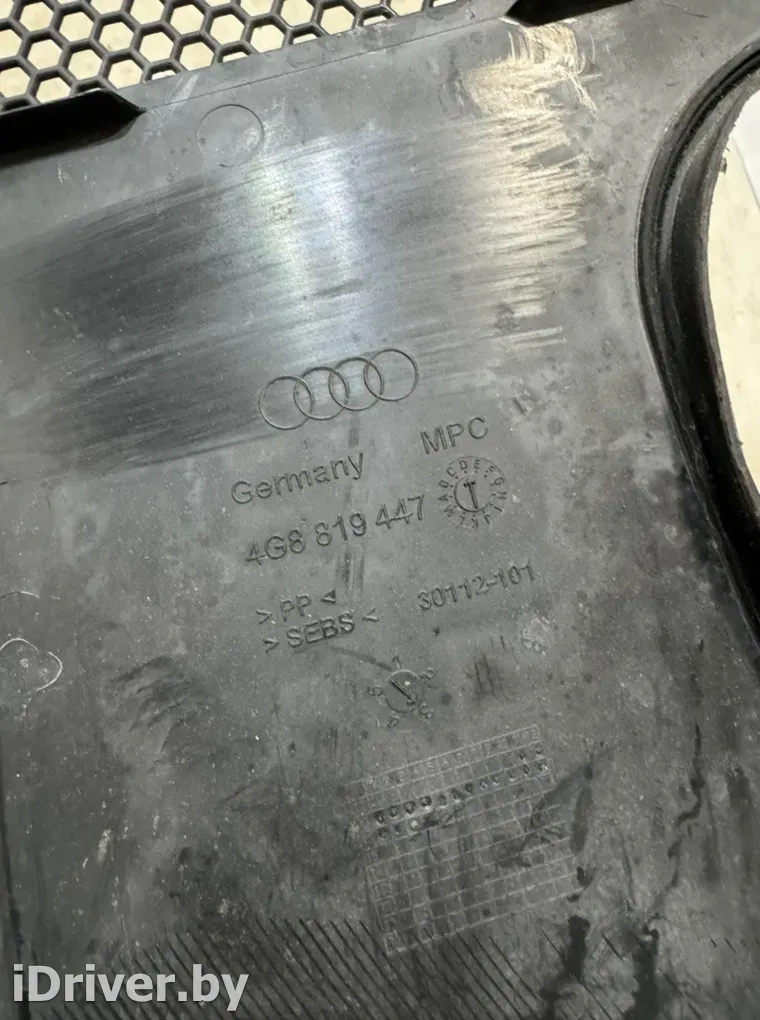 MPC
Germany
4G8 819 447
>PP<
>SEBS<
30112-101
iDriver.by